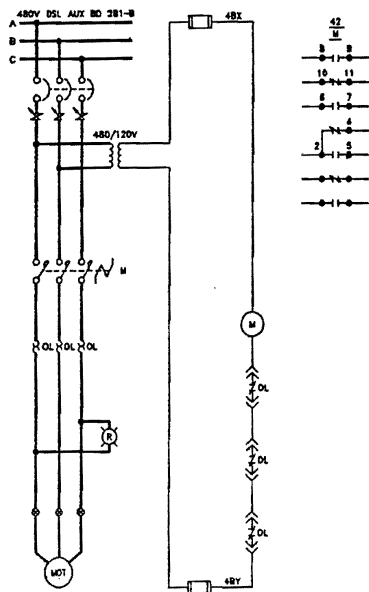 480V DSL AUX BD 2B1-B
A
B
C
480/120V
4BX
42
M
8 9
10 11
6 7
4
2 5
M
OL OL OL
M
OL
R
OL
OL
MOT
4BY